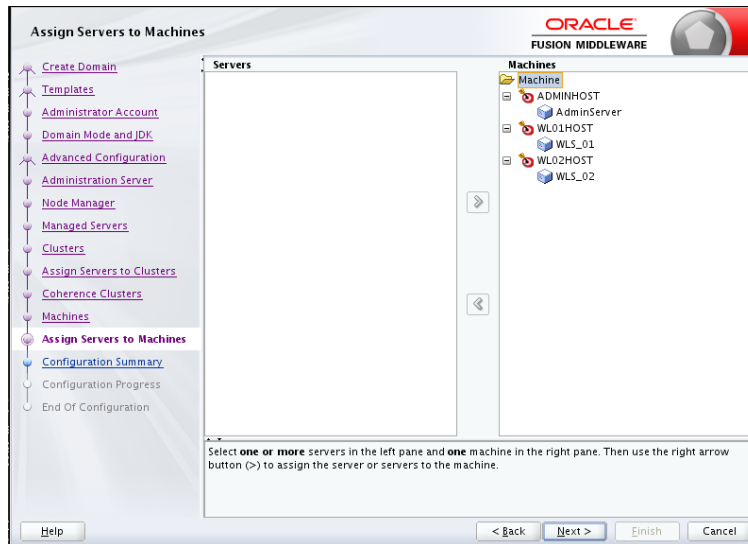 Assign Servers to Machines
ORACLE
FUSION MIDDLEWARE
Create Domain
Templates
Administrator Account
Domain Mode and JDK
Advanced Configuration
Administration Server
Node Manager
Managed Servers
Clusters
Assign Servers to Clusters
Coherence Clusters
Machines
Assign Servers to Machines
Configuration Summary
Configuration Progress
End Of Configuration
Servers
Machines
Machine
ADMINHOST
AdminServer
WL01HOST
WLS_01
WL02HOST
WLS_02
Select one or more servers in the left pane and one machine in the right pane. Then use the right arrow
button (>) to assign the server or servers to the machine.
Help
< Back
Next >
Finish
Cancel